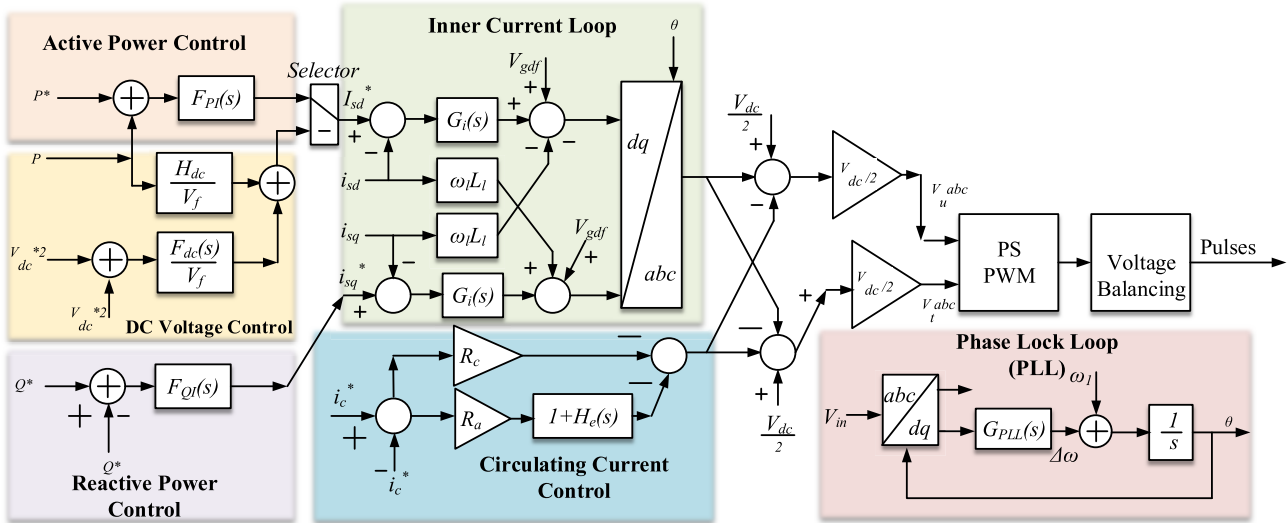 Active Power Control
P*
+
F_PI(s)
Selector
−
P
H_dc
V_f
+
V_dc*2
+
F_dc(s)
V_f
V_dc*2
DC Voltage Control
Q*
+
+
−
F_QI(s)
Q*
Reactive Power
Control
Inner Current Loop
I_sd*
+
−
G_i(s)
+
V_gdf
+
−
−
i_sd
ω_lL_l
i_sq
ω_lL_l
−
i_sq*
+
G_i(s)
+
+
V_gdf
+
θ
dq
abc
R_c
−
−
i_c*
+
R_a
1+H_e(s)
−
i_c*
Circulating Current
Control
V_dc
2
+
−
V_dc/2
V_u^abc
−
−
+
V_dc
2
+
V_dc/2
V_t^abc
PS
PWM
Voltage
Balancing
Pulses
Phase Lock Loop
(PLL)
ω_1
V_in
abc
dq
G_PLL(s)
Δω
+
1
s
θ